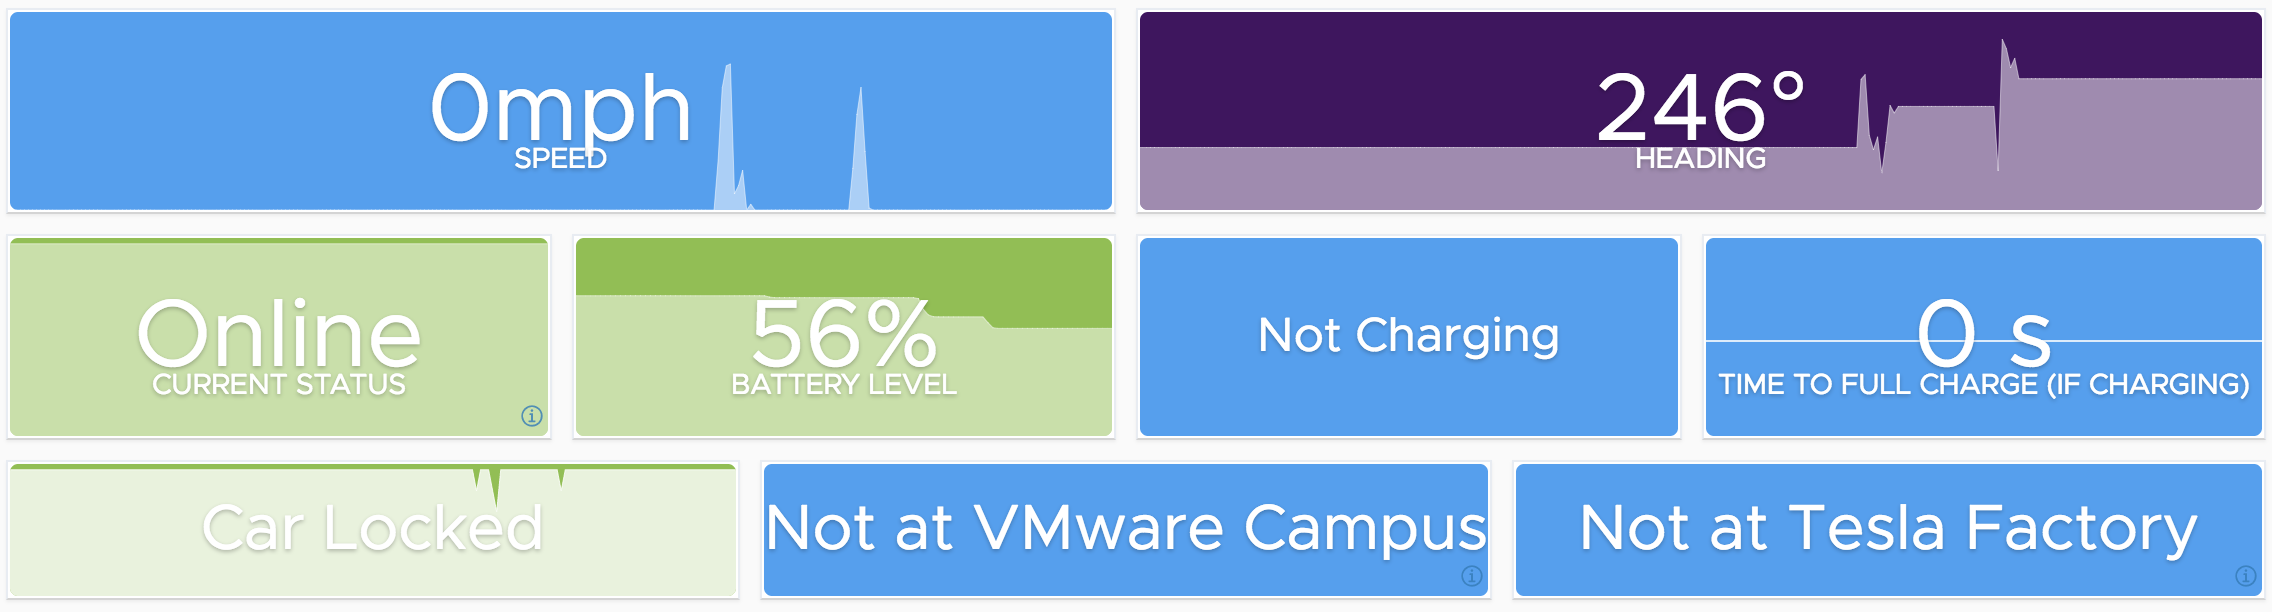 0mph
SPEED
246°
HEADING
Online
CURRENT STATUS
56%
BATTERY LEVEL
Not Charging
0 s
TIME TO FULL CHARGE (IF CHARGING)
Car Locked
Not at VMware Campus
Not at Tesla Factory